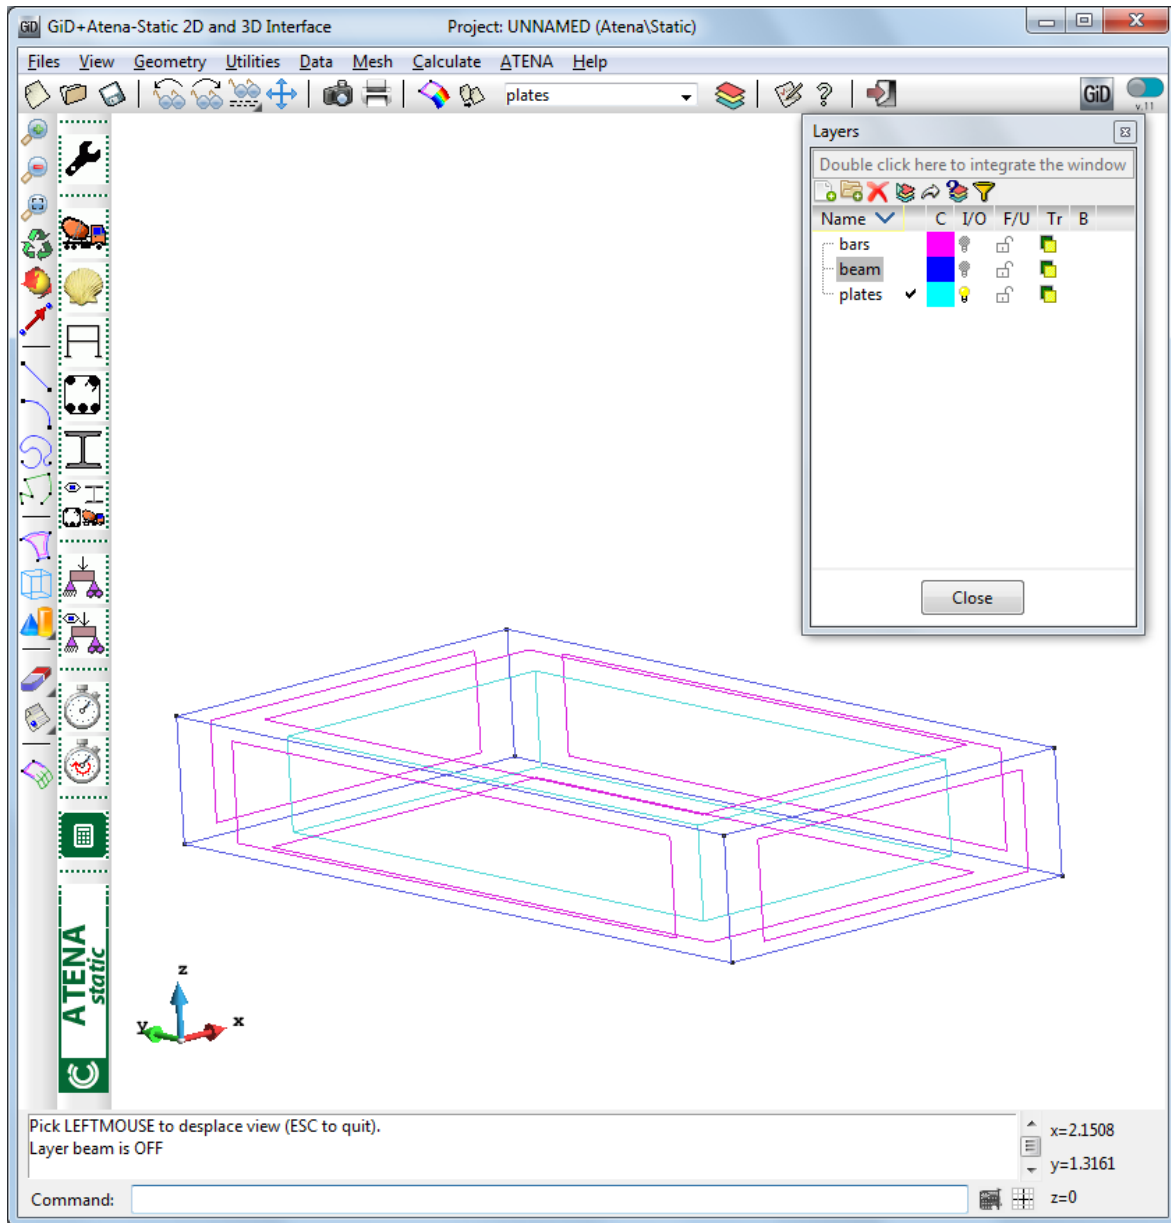 GiD GiD+Atena-Static 2D and 3D Interface Project: UNNAMED (Atena\Static)
Files View Geometry Utilities Data Mesh Calculate ATENA Help
plates GiD v.11
Layers
Double click here to integrate the window
Name C I/O F/U Tr B
bars
beam
plates
Close
ATENA
static
z
y x
Pick LEFTMOUSE to desplace view (ESC to quit).
Layer beam is OFF
x=2.1508
y=1.3161
z=0
Command: